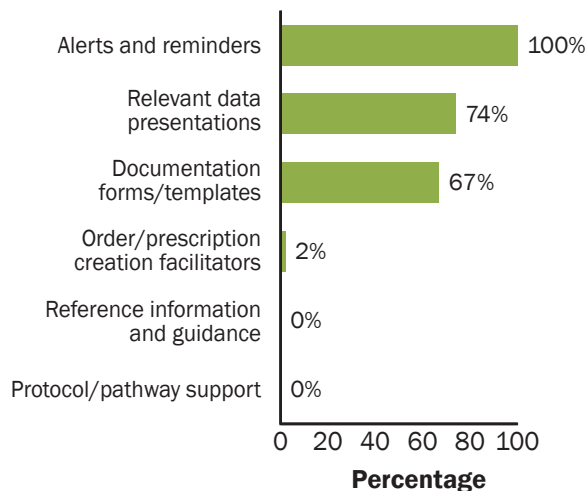 Alerts and reminders
100%
Relevant data
presentations
74%
Documentation
forms/templates
67%
Order/prescription
creation facilitators
2%
Reference information
and guidance
0%
Protocol/pathway support
0%
0 20 40 60 80 100
Percentage